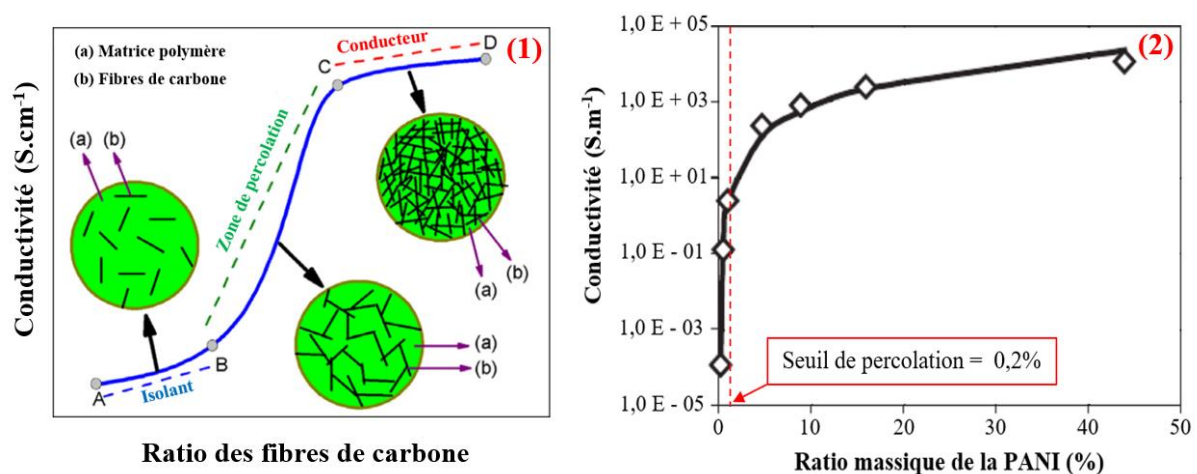 (a) Matrice polymère
(b) Fibres de carbone
Conducteur
(1)
C
D
Zone de percolation
(a)
(b)
(a)
(b)
(a)
(b)
A
B
Isolant
Conductivité (S.cm⁻¹)
Ratio des fibres de carbone
(2)
Conductivité (S.m⁻¹)
1,0 E + 05
1,0 E + 03
1,0 E + 01
1,0 E - 01
1,0 E - 03
1,0 E - 05
Seuil de percolation = 0,2%
0
10
20
30
40
50
Ratio massique de la PANI (%)